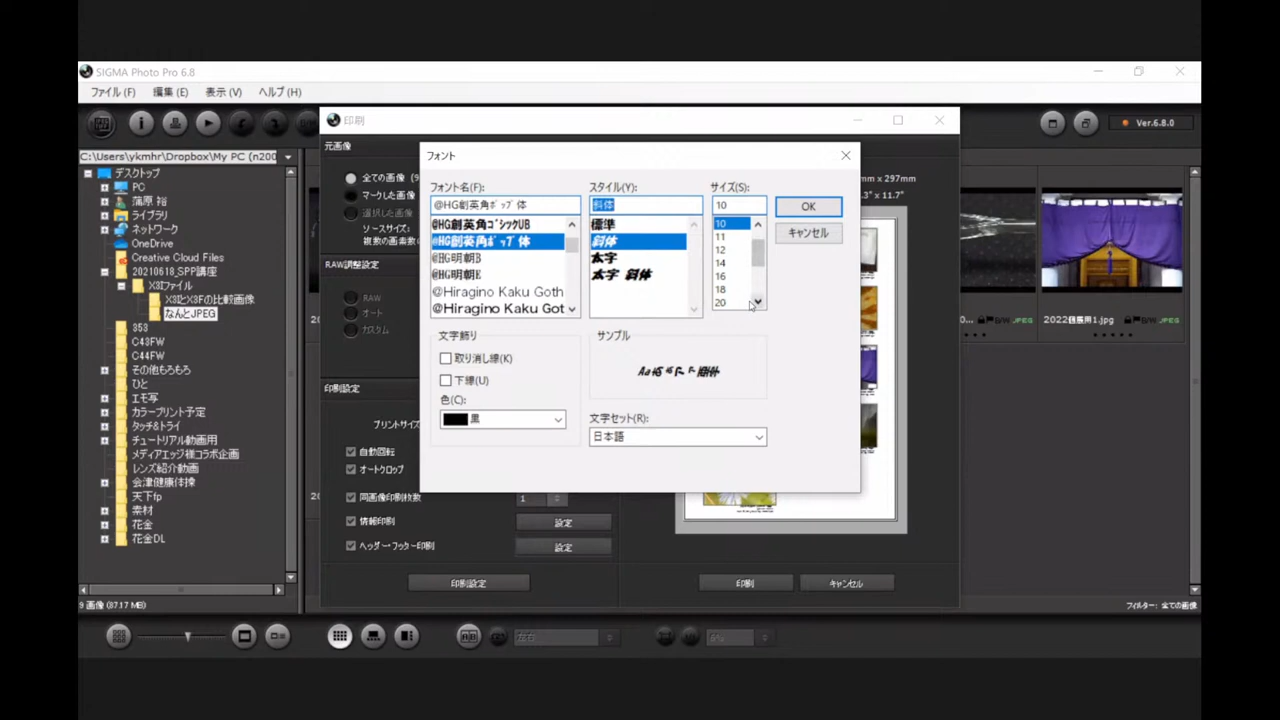 SIGMA Photo Pro 6.8
ファイル (F) 編集 (E) 表示 (V) ヘルプ (H)
Ver.6.8.0
C:\Users\ykmhr\Dropbox\My PC (n200
デスクトップ
PC
蒲原 裕
ライブラリ
ネットワーク
OneDrive
Creative Cloud Files
20210618_SPP講座
X3Iファイル
X3IとX3Fの比較画像
なんとJPEG
353
C43FW
C44FW
その他もろもろ
ひと
エモ写
カラープリント予定
タッチ&トライ
チュートリアル動画用
メディアエッジ様コラボ企画
レンズ紹介動画
会津健康体操
天下fp
素材
花金
花金DL
9 画像 (37.17 MB)
印刷
元画像
全ての画像 (9
マークした画像
選択した画像
ソースサイズ:
複数の画素数
RAW調整設定
RAW
オート
カスタム
印刷設定
プリントサイズ
自動回転
オートクロップ
同画像印刷枚数
1
情報印刷
設定
ヘッダー・フッター印刷
設定
印刷設定
印刷
キャンセル
mm x 297mm
.3" x 11.7"
フォント
フォント名(F):
@HG創英角ﾎﾟｯﾌﾟ体
@HG創英角ｺﾞｼｯｸUB
@HG創英角ﾎﾟｯﾌﾟ体
@HG明朝B
@HG明朝E
@Hiragino Kaku Goth
@Hiragino Kaku Got
スタイル(Y):
斜体
標準
斜体
太字
太字 斜体
サイズ(S):
10
10
11
12
14
16
18
20
OK
キャンセル
文字飾り
取り消し線(K)
下線(U)
色(C):
黒
サンプル
文字セット(R):
日本語
0... B/W JPEG
2022個展用1.jpg B/W JPEG
フィルター: 全ての画像
左右
6%